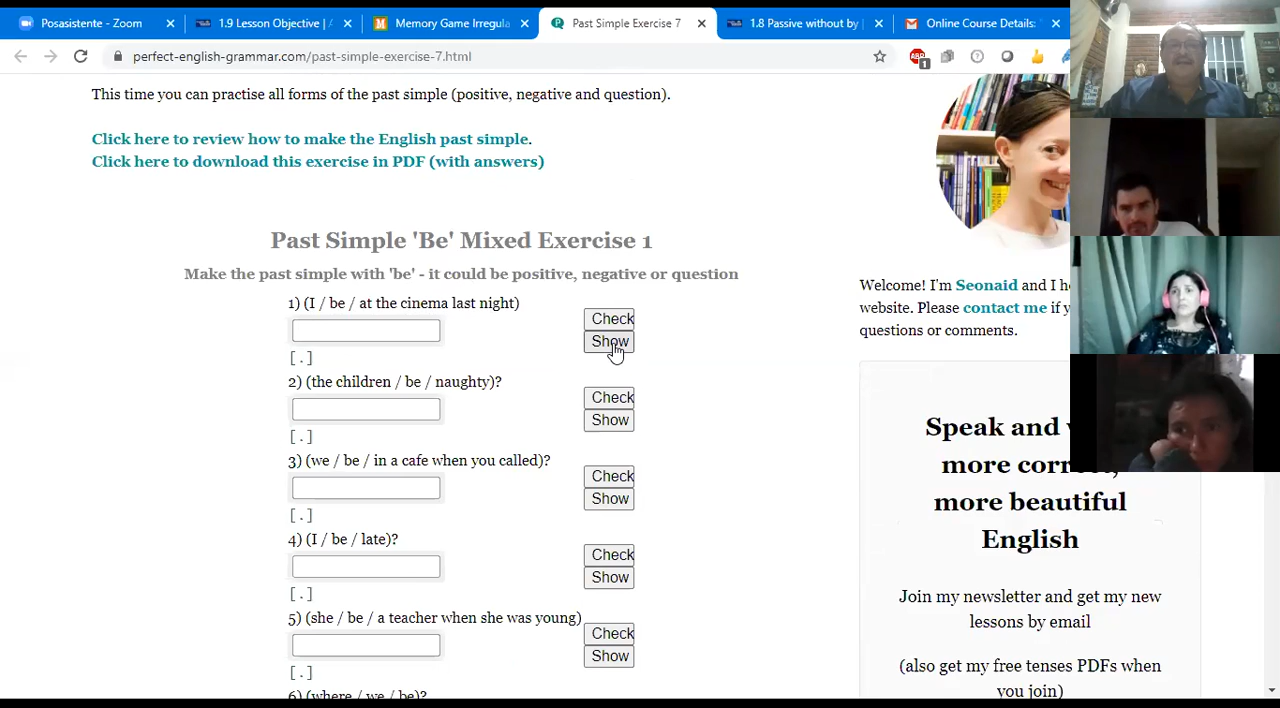 Posasistente - Zoom
1.9 Lesson Objective | A
Memory Game Irregula
Past Simple Exercise 7
1.8 Passive without by |
Online Course Details:
perfect-english-grammar.com/past-simple-exercise-7.html
ABP
1
This time you can practise all forms of the past simple (positive, negative and question).
Click here to review how to make the English past simple.
Click here to download this exercise in PDF (with answers)
Past Simple 'Be' Mixed Exercise 1
Make the past simple with 'be' - it could be positive, negative or question
1) (I / be / at the cinema last night)
Check
Show
[ . ]
2) (the children / be / naughty)?
Check
Show
[ . ]
3) (we / be / in a cafe when you called)?
Check
Show
[ . ]
4) (I / be / late)?
Check
Show
[ . ]
5) (she / be / a teacher when she was young)
Check
Show
[ . ]
6) (where / we / be)?
Welcome! I'm Seonaid and I h
website. Please contact me if y
questions or comments.
Speak and
more corre
more beautiful
English
Join my newsletter and get my new
lessons by email
(also get my free tenses PDFs when
you join)